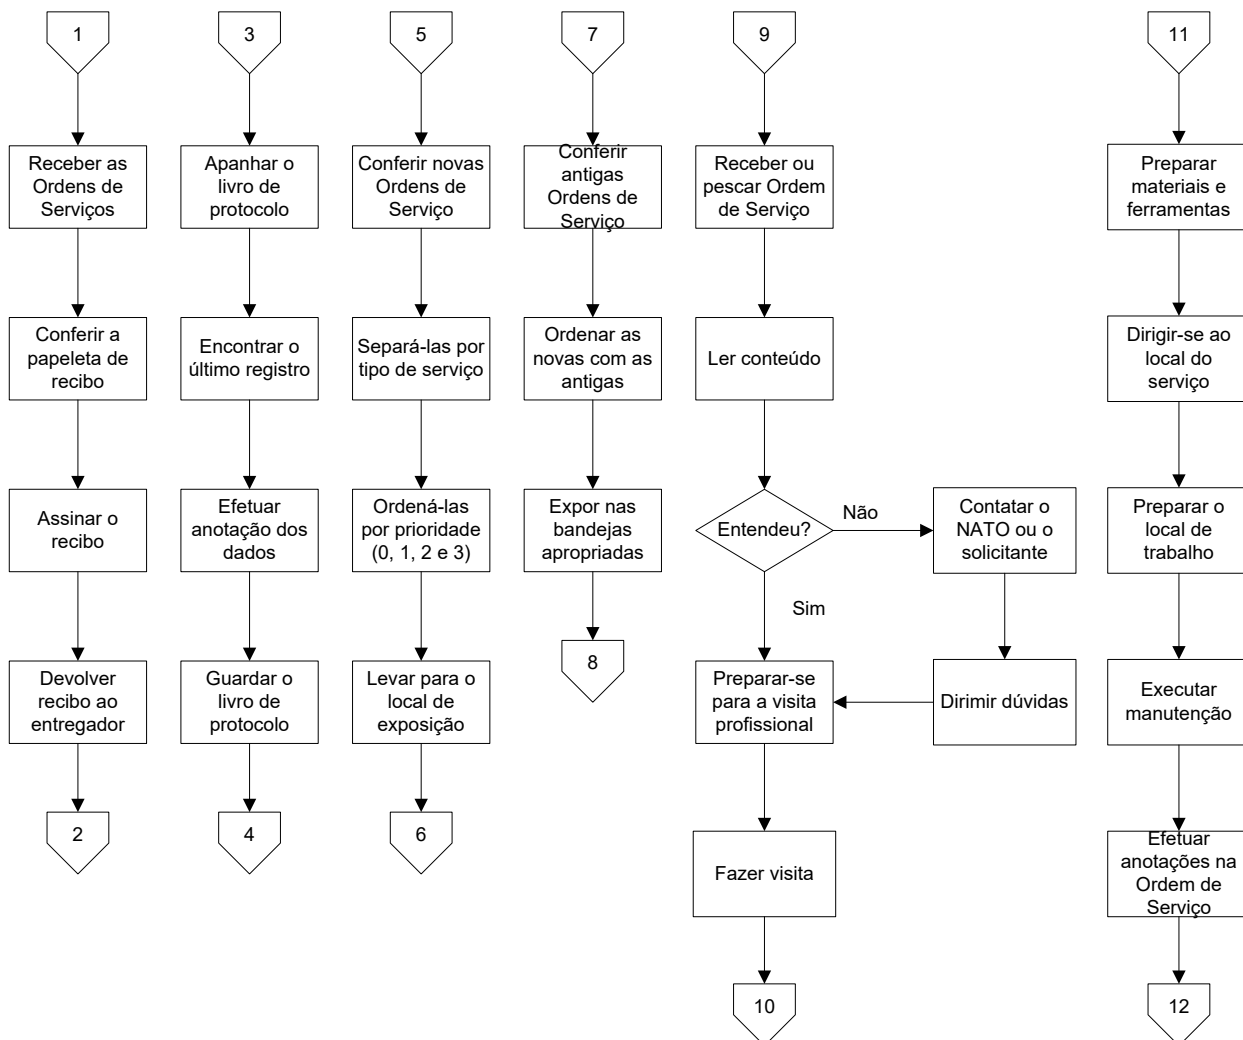 1
Receber as
Ordens de
Serviços
Conferir a
papeleta de
recibo
Assinar o
recibo
Devolver
recibo ao
entregador
2
3
Apanhar o
livro de
protocolo
Encontrar o
último registro
Efetuar
anotação dos
dados
Guardar o
livro de
protocolo
4
5
Conferir novas
Ordens de
Serviço
Separá-las por
tipo de serviço
Ordená-las
por prioridade
(0, 1, 2 e 3)
Levar para o
local de
exposição
6
7
Conferir
antigas
Ordens de
Serviço
Ordenar as
novas com as
antigas
Expor nas
bandejas
apropriadas
8
9
Receber ou
pescar Ordem
de Serviço
Ler conteúdo
Entendeu?
Não
Contatar o
NATO ou o
solicitante
Dirimir dúvidas
Sim
Preparar-se
para a visita
profissional
Fazer visita
10
11
Preparar
materiais e
ferramentas
Dirigir-se ao
local do
serviço
Preparar o
local de
trabalho
Executar
manutenção
Efetuar
anotações na
Ordem de
Serviço
12